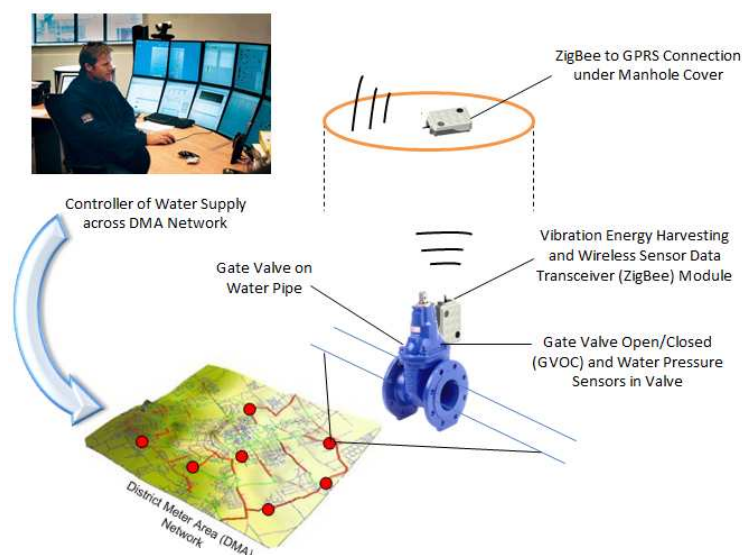 ZigBee to GPRS Connection
under Manhole Cover
Controller of Water Supply
across DMA Network
Vibration Energy Harvesting
and Wireless Sensor Data
Transceiver (ZigBee) Module
Gate Valve on
Water Pipe
Gate Valve Open/Closed
(GVOC) and Water Pressure
Sensors in Valve
District Meter Area (DMA)
Network